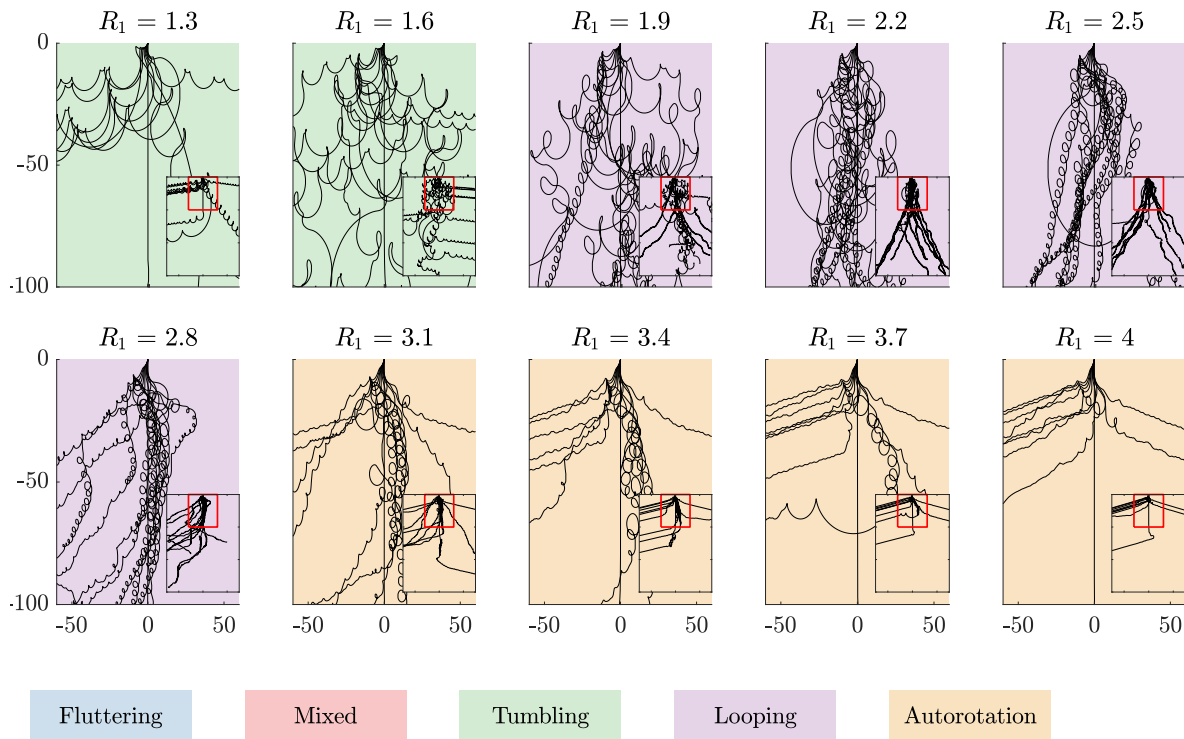 R₁ = 1.3 R₁ = 1.6 R₁ = 1.9 R₁ = 2.2 R₁ = 2.5
0
-50
-100
R₁ = 2.8 R₁ = 3.1 R₁ = 3.4 R₁ = 3.7 R₁ = 4
0
-50
-100
-50 0 50 -50 0 50 -50 0 50 -50 0 50 -50 0 50
Fluttering Mixed Tumbling Looping Autorotation